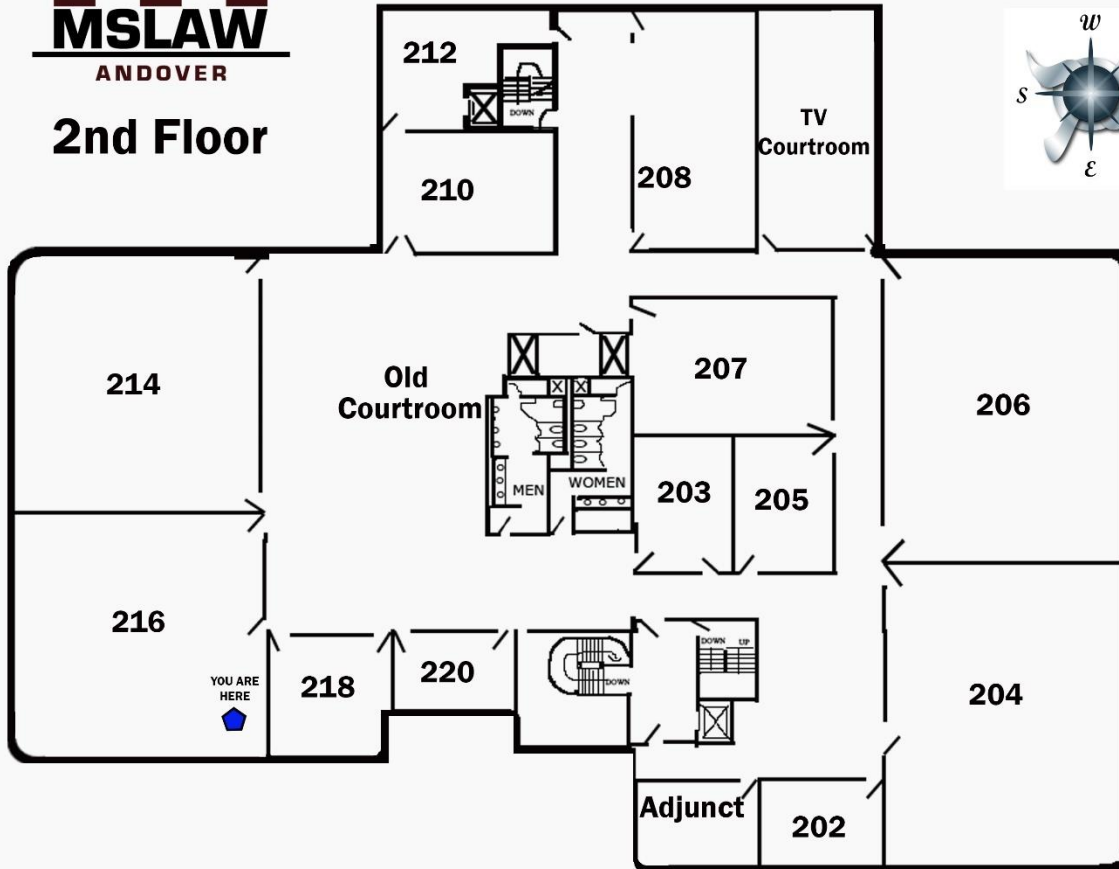 MSLAW
ANDOVER
2nd Floor
212
DOWN
210
208
TV
Courtroom
W
S
E
214
Old
Courtroom
207
206
MEN
WOMEN
203
205
216
YOU ARE
HERE
218
220
DOWN
DOWN UP
204
Adjunct
202